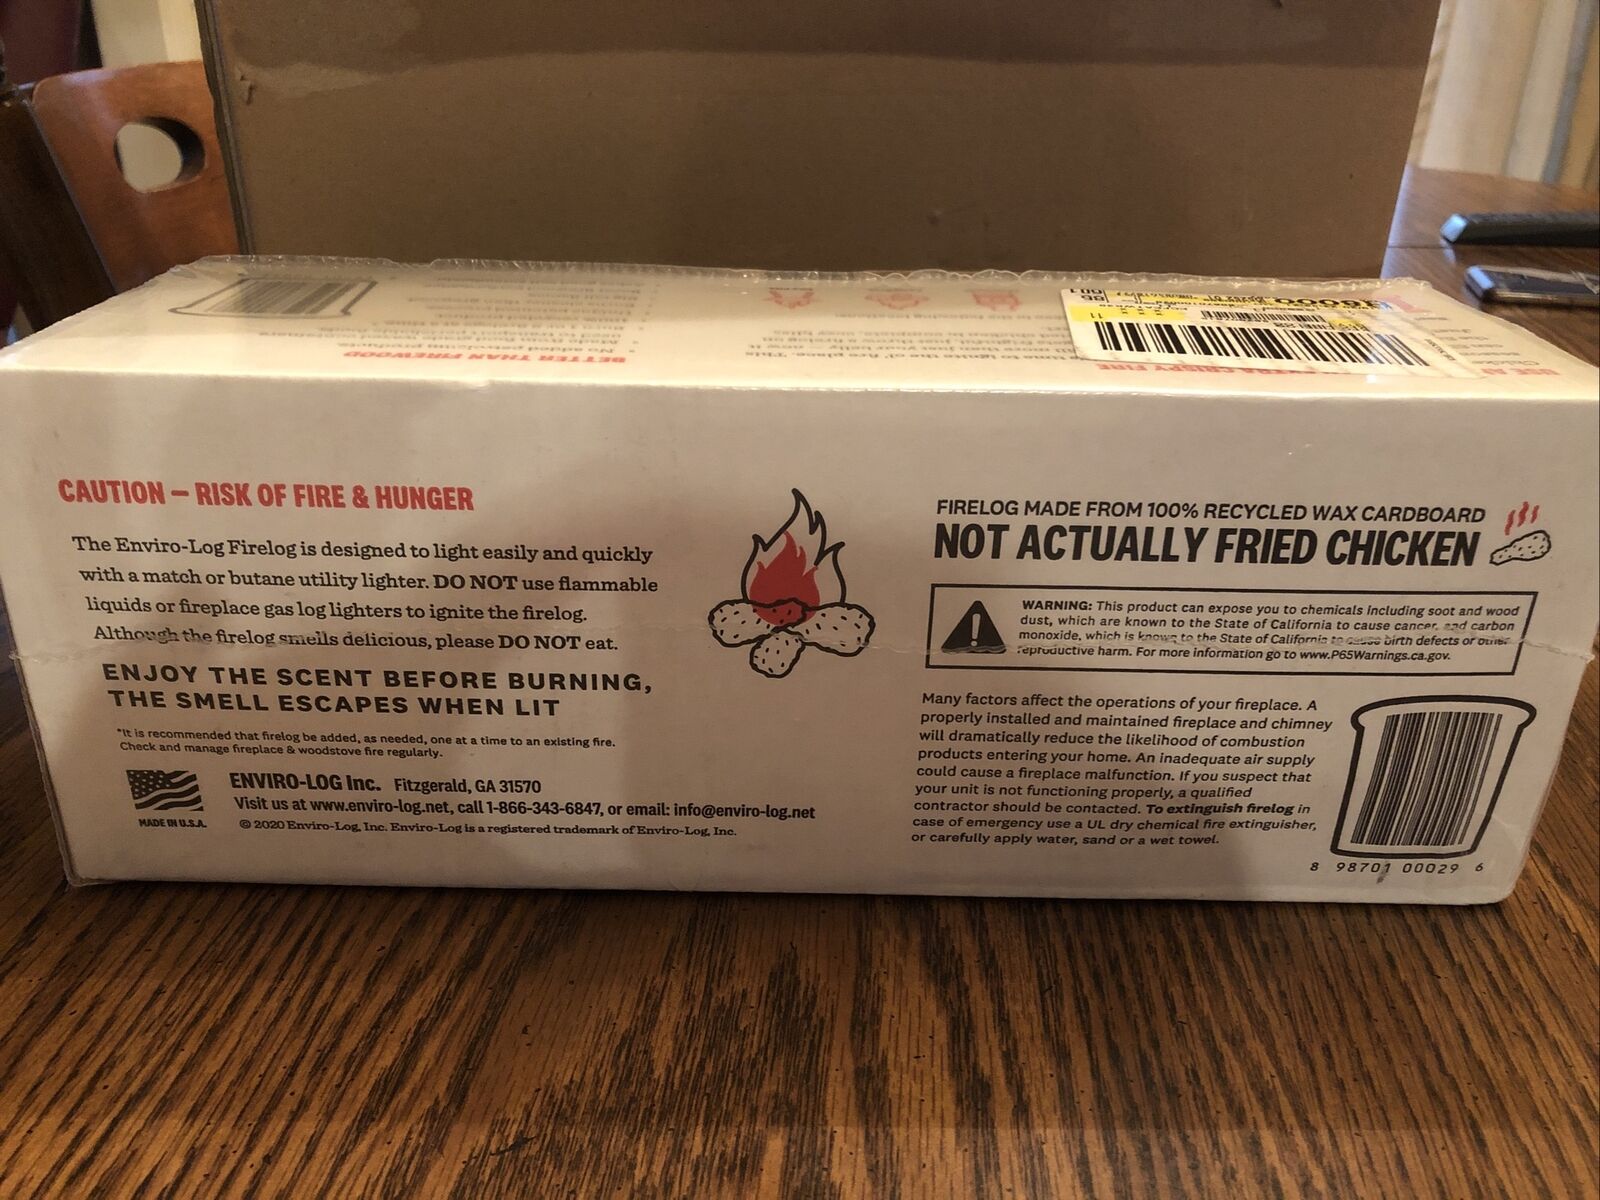 BETTER THAN FIREWOOD
CAUTION – RISK OF FIRE & HUNGER
The Enviro-Log Firelog is designed to light easily and quickly
with a match or butane utility lighter. DO NOT use flammable
liquids or fireplace gas log lighters to ignite the firelog.
Although the firelog smells delicious, please DO NOT eat.
ENJOY THE SCENT BEFORE BURNING,
THE SMELL ESCAPES WHEN LIT
*It is recommended that firelog be added, as needed, one at a time to an existing fire.
Check and manage fireplace & woodstove fire regularly.
MADE IN U.S.A.
ENVIRO-LOG Inc. Fitzgerald, GA 31570
Visit us at www.enviro-log.net, call 1-866-343-6847, or email: info@enviro-log.net
© 2020 Enviro-Log, Inc. Enviro-Log is a registered trademark of Enviro-Log, Inc.
FIRELOG MADE FROM 100% RECYCLED WAX CARDBOARD
NOT ACTUALLY FRIED CHICKEN
WARNING: This product can expose you to chemicals including soot and wood
dust, which are known to the State of California to cause cancer, and carbon
monoxide, which is known to the State of California to cause birth defects or other
reproductive harm. For more information go to www.P65Warnings.ca.gov.
Many factors affect the operations of your fireplace. A
properly installed and maintained fireplace and chimney
will dramatically reduce the likelihood of combustion
products entering your home. An inadequate air supply
could cause a fireplace malfunction. If you suspect that
your unit is not functioning properly, a qualified
contractor should be contacted. To extinguish firelog in
case of emergency use a UL dry chemical fire extinguisher,
or carefully apply water, sand or a wet towel.
8 98701 00029 6